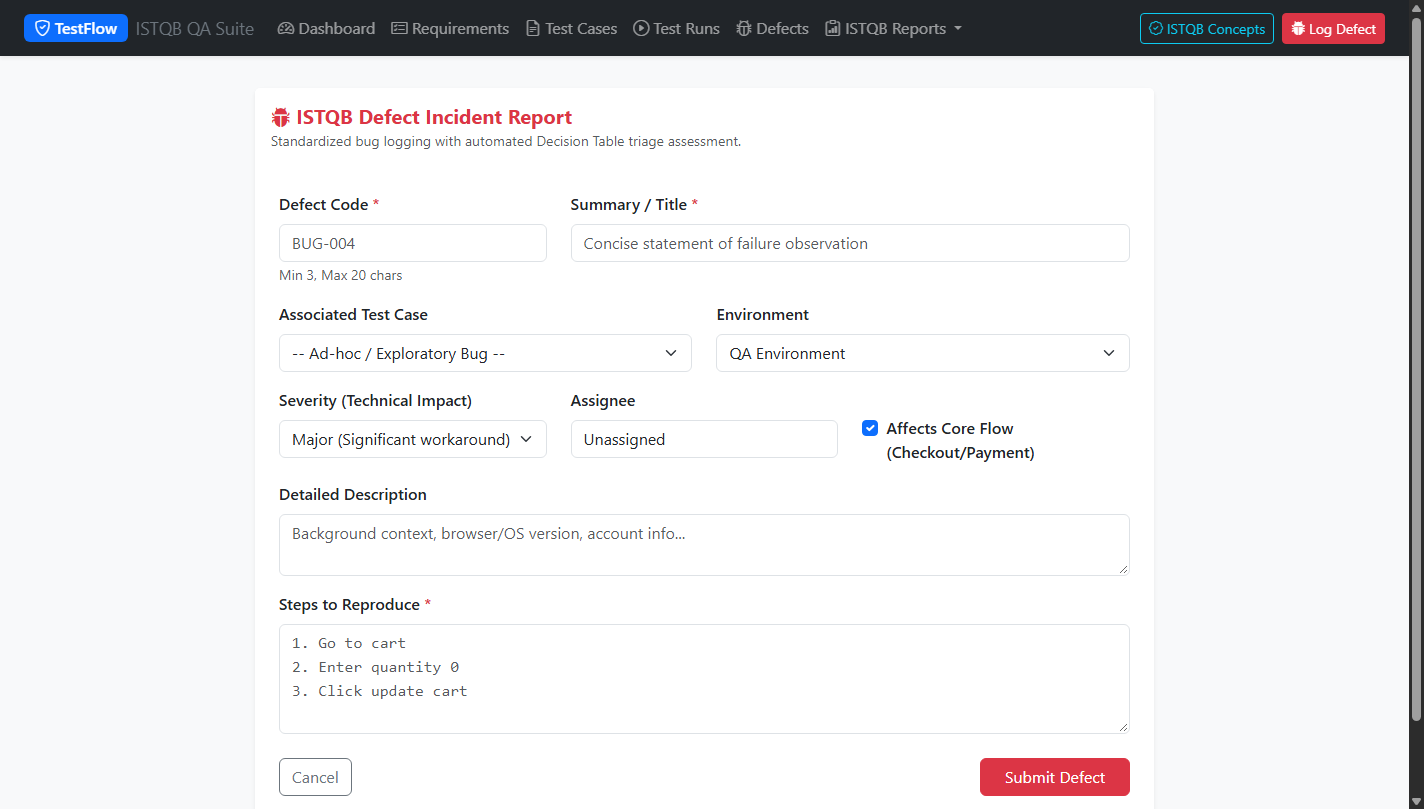 TestFlow ISTQB QA Suite Dashboard Requirements Test Cases Test Runs Defects ISTQB Reports ISTQB Concepts Log Defect
ISTQB Defect Incident Report
Standardized bug logging with automated Decision Table triage assessment.
Defect Code * Summary / Title *
BUG-004 Concise statement of failure observation
Min 3, Max 20 chars
Associated Test Case Environment
-- Ad-hoc / Exploratory Bug -- QA Environment
Severity (Technical Impact) Assignee
Major (Significant workaround) Unassigned
Affects Core Flow
(Checkout/Payment)
Detailed Description
Background context, browser/OS version, account info...
Steps to Reproduce *
1. Go to cart
2. Enter quantity 0
3. Click update cart
Cancel Submit Defect